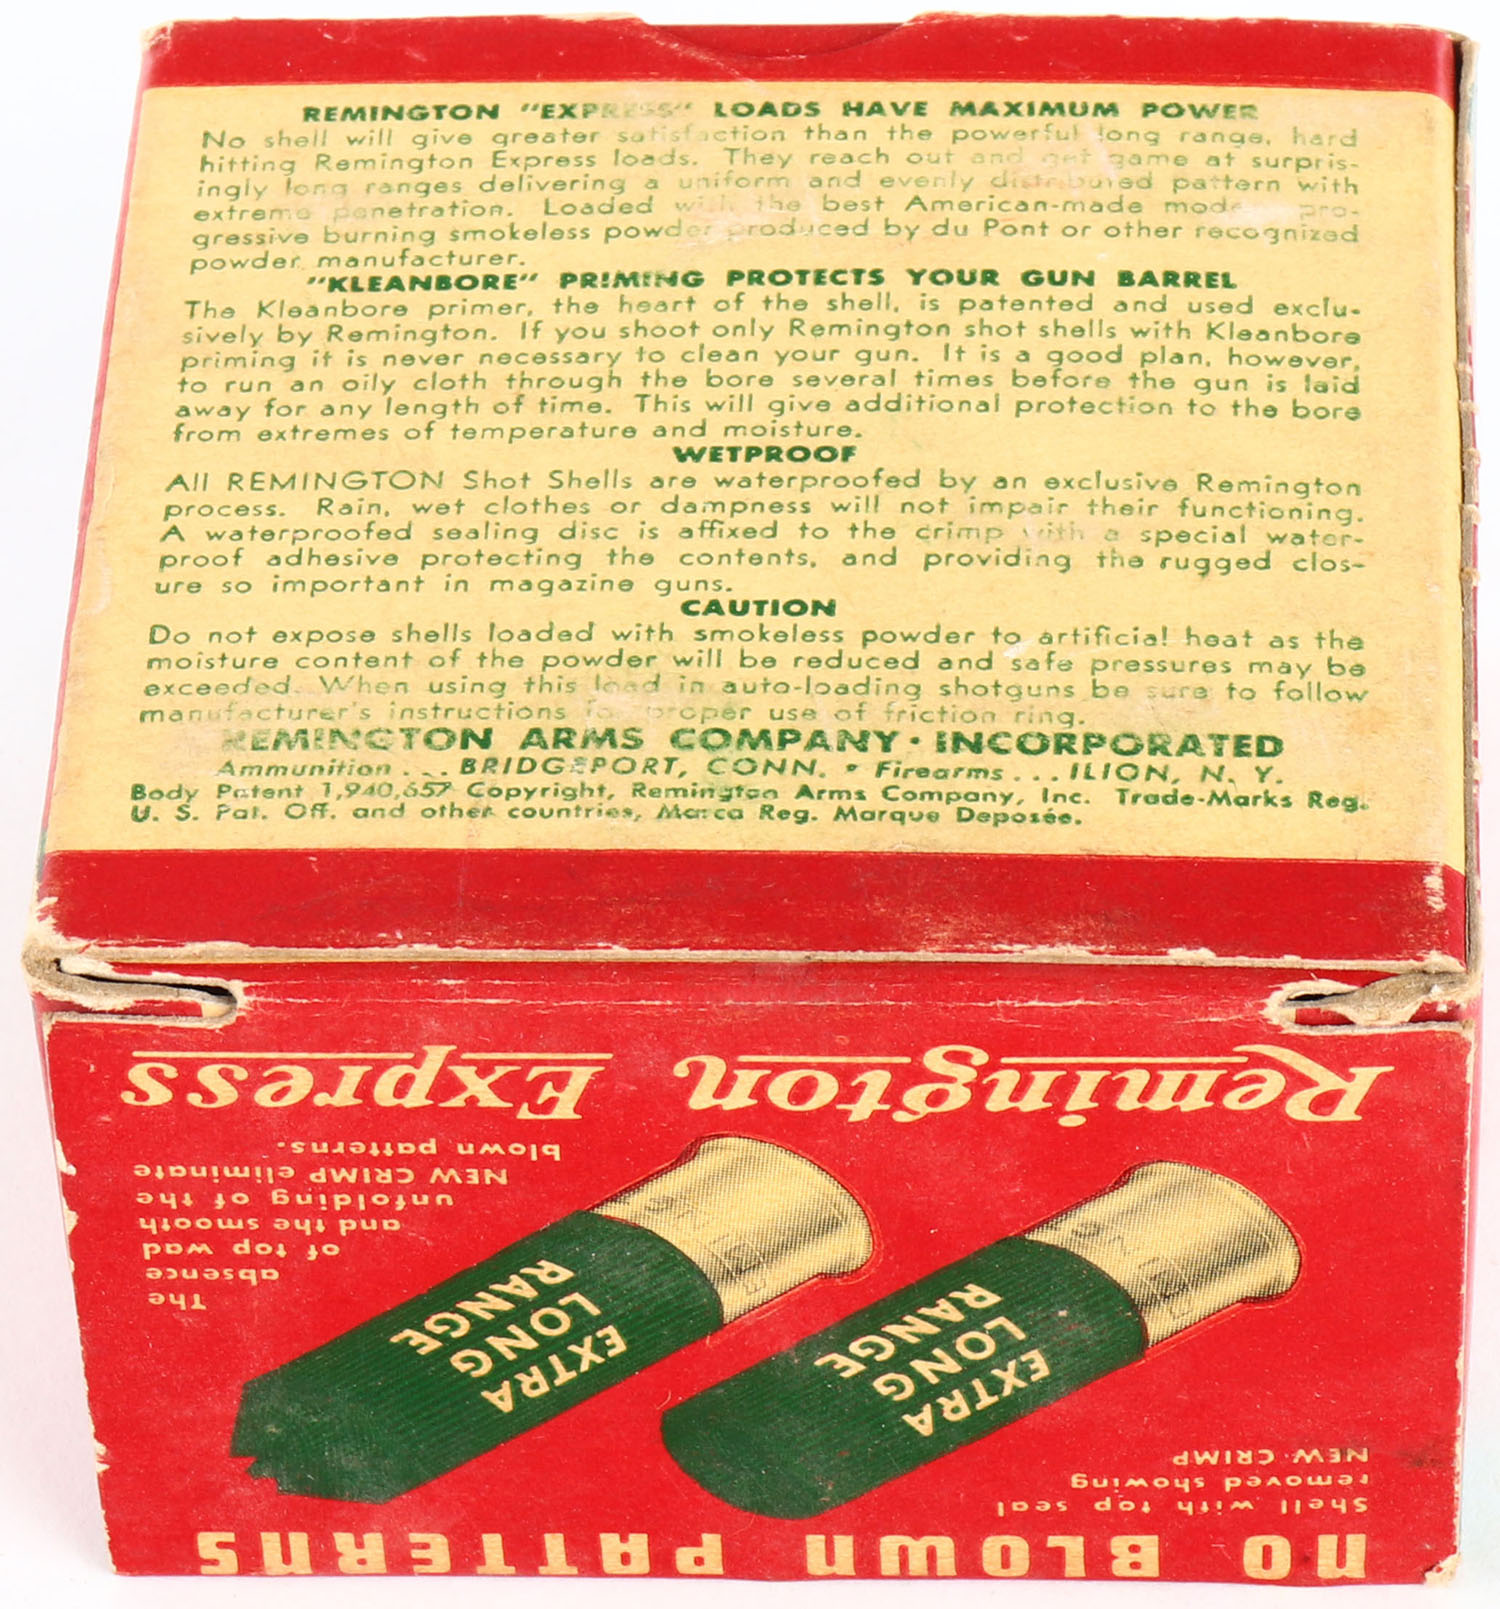 REMINGTON "EXPRESS" LOADS HAVE MAXIMUM POWER
No shell will give greater satisfaction than the powerful long range, hard
hitting Remington Express loads. They reach out and get game at surpris-
ingly long ranges delivering a uniform and evenly distributed pattern with
extreme penetration. Loaded with the best American-made modern pro-
gressive burning smokeless powder produced by du Pont or other recognized
powder manufacturer.
"KLEANBORE" PRIMING PROTECTS YOUR GUN BARREL
The Kleanbore primer, the heart of the shell, is patented and used exclu-
sively by Remington. If you shoot only Remington shot shells with Kleanbore
priming it is never necessary to clean your gun. It is a good plan, however,
to run an oily cloth through the bore several times before the gun is laid
away for any length of time. This will give additional protection to the bore
from extremes of temperature and moisture.
WETPROOF
All REMINGTON Shot Shells are waterproofed by an exclusive Remington
process. Rain, wet clothes or dampness will not impair their functioning.
A waterproofed sealing disc is affixed to the crimp with a special water-
proof adhesive protecting the contents, and providing the rugged clos-
ure so important in magazine guns.
CAUTION
Do not expose shells loaded with smokeless powder to artificial heat as the
moisture content of the powder will be reduced and safe pressures may be
exceeded. When using this load in auto-loading shotguns be sure to follow
manufacturer's instructions for proper use of friction ring.
REMINGTON ARMS COMPANY · INCORPORATED
Ammunition ... BRIDGEPORT, CONN. • Firearms ... ILION, N. Y.
Body Patent 1,940,657 Copyright, Remington Arms Company, Inc. Trade-Marks Reg.
U. S. Pat. Off. and other countries, Marca Reg. Marque Deposée.
NO BLOWN PATTERNS
Shell with top seal
removed showing
NEW CRIMP
EXTRA
LONG
RANGE
EXTRA
LONG
RANGE
The
absence
of top wad
and the smooth
unfolding of the
NEW CRIMP eliminate
blown patterns.
Remington Express